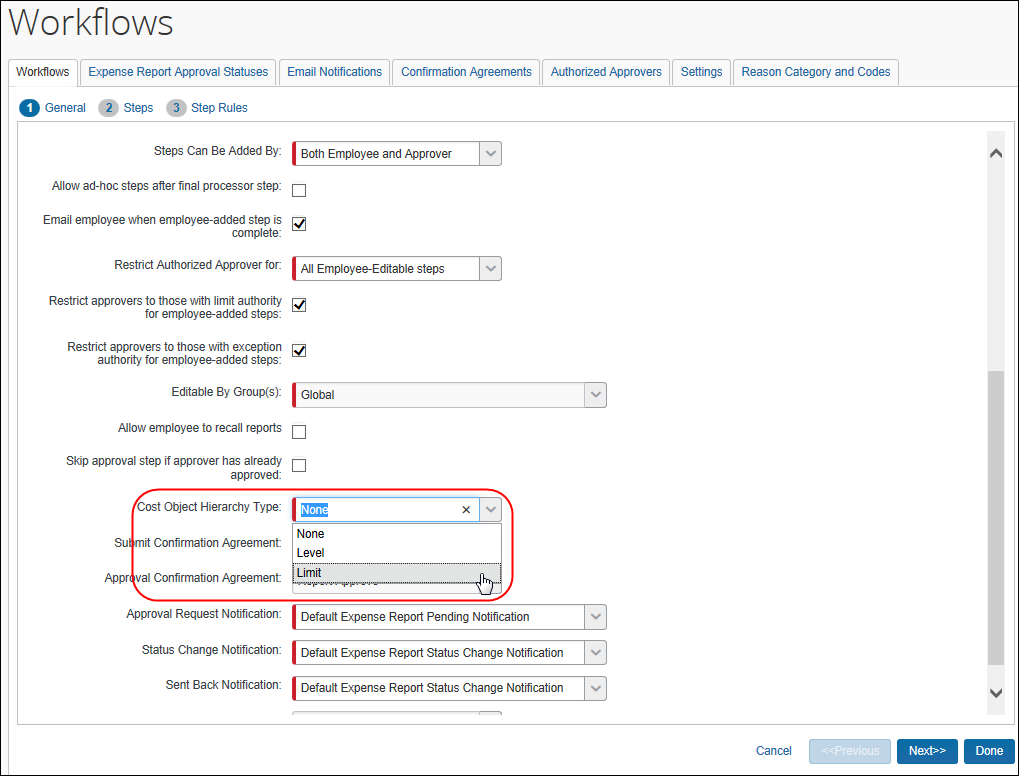 Workflows
Workflows Expense Report Approval Statuses Email Notifications Confirmation Agreements Authorized Approvers Settings Reason Category and Codes
1 General 2 Steps 3 Step Rules
Steps Can Be Added By: Both Employee and Approver
Allow ad-hoc steps after final processor step:
Email employee when employee-added step is
complete:
Restrict Authorized Approver for: All Employee-Editable steps
Restrict approvers to those with limit authority
for employee-added steps:
Restrict approvers to those with exception
authority for employee-added steps:
Editable By Group(s): Global
Allow employee to recall reports
Skip approval step if approver has already
approved:
Cost Object Hierarchy Type: None
None
Submit Confirmation Agreement:
Level
Limit
Approval Confirmation Agreement:
Approval Request Notification: Default Expense Report Pending Notification
Status Change Notification: Default Expense Report Status Change Notification
Sent Back Notification: Default Expense Report Status Change Notification
Cancel <<Previous Next>> Done